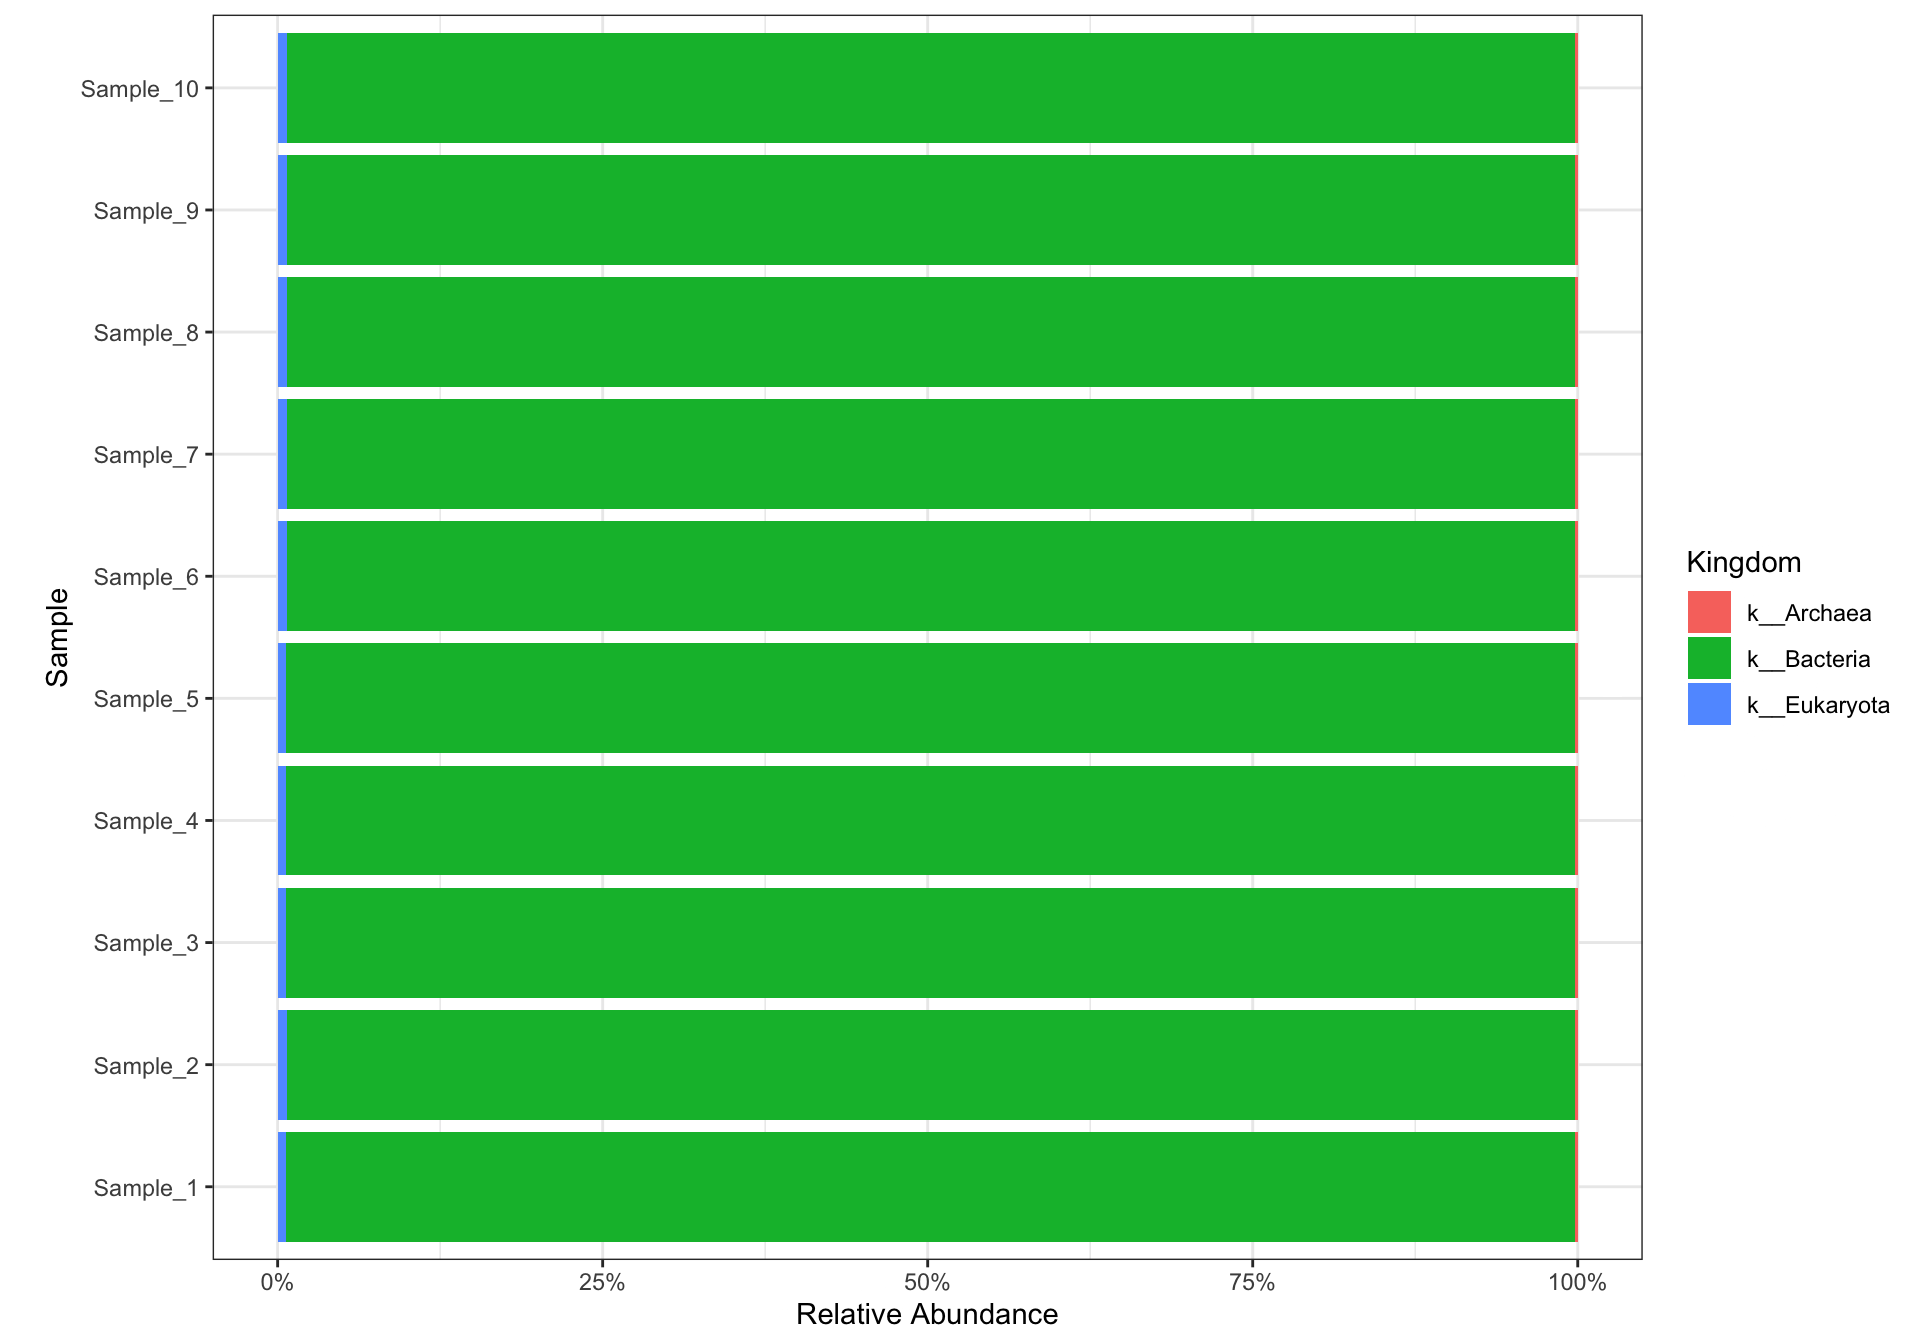 Sample
Sample_10
Sample_9
Sample_8
Sample_7
Sample_6
Sample_5
Sample_4
Sample_3
Sample_2
Sample_1
0% 25% 50% 75% 100%
Relative Abundance
Kingdom
k__Archaea
k__Bacteria
k__Eukaryota